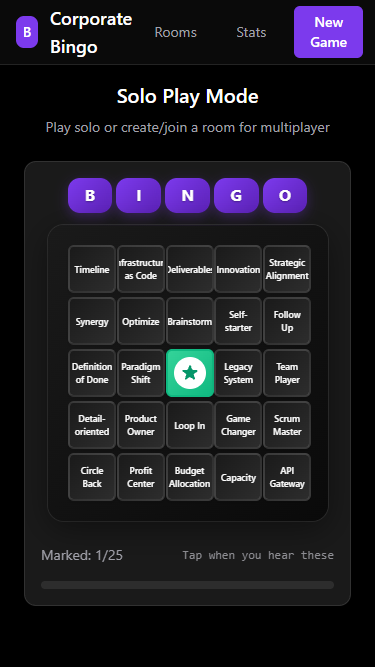 B
Corporate
Bingo
Rooms
Stats
New
Game
Solo Play Mode
Play solo or create/join a room for multiplayer
B I N G O
Timeline
nfrastructur
as Code
Deliverables
Innovation
Strategic
Alignment
Synergy
Optimize
Brainstorm
Self-
starter
Follow
Up
Definition
of Done
Paradigm
Shift
Legacy
System
Team
Player
Detail-
oriented
Product
Owner
Loop In
Game
Changer
Scrum
Master
Circle
Back
Profit
Center
Budget
Allocation
Capacity
API
Gateway
Marked: 1/25
Tap when you hear these